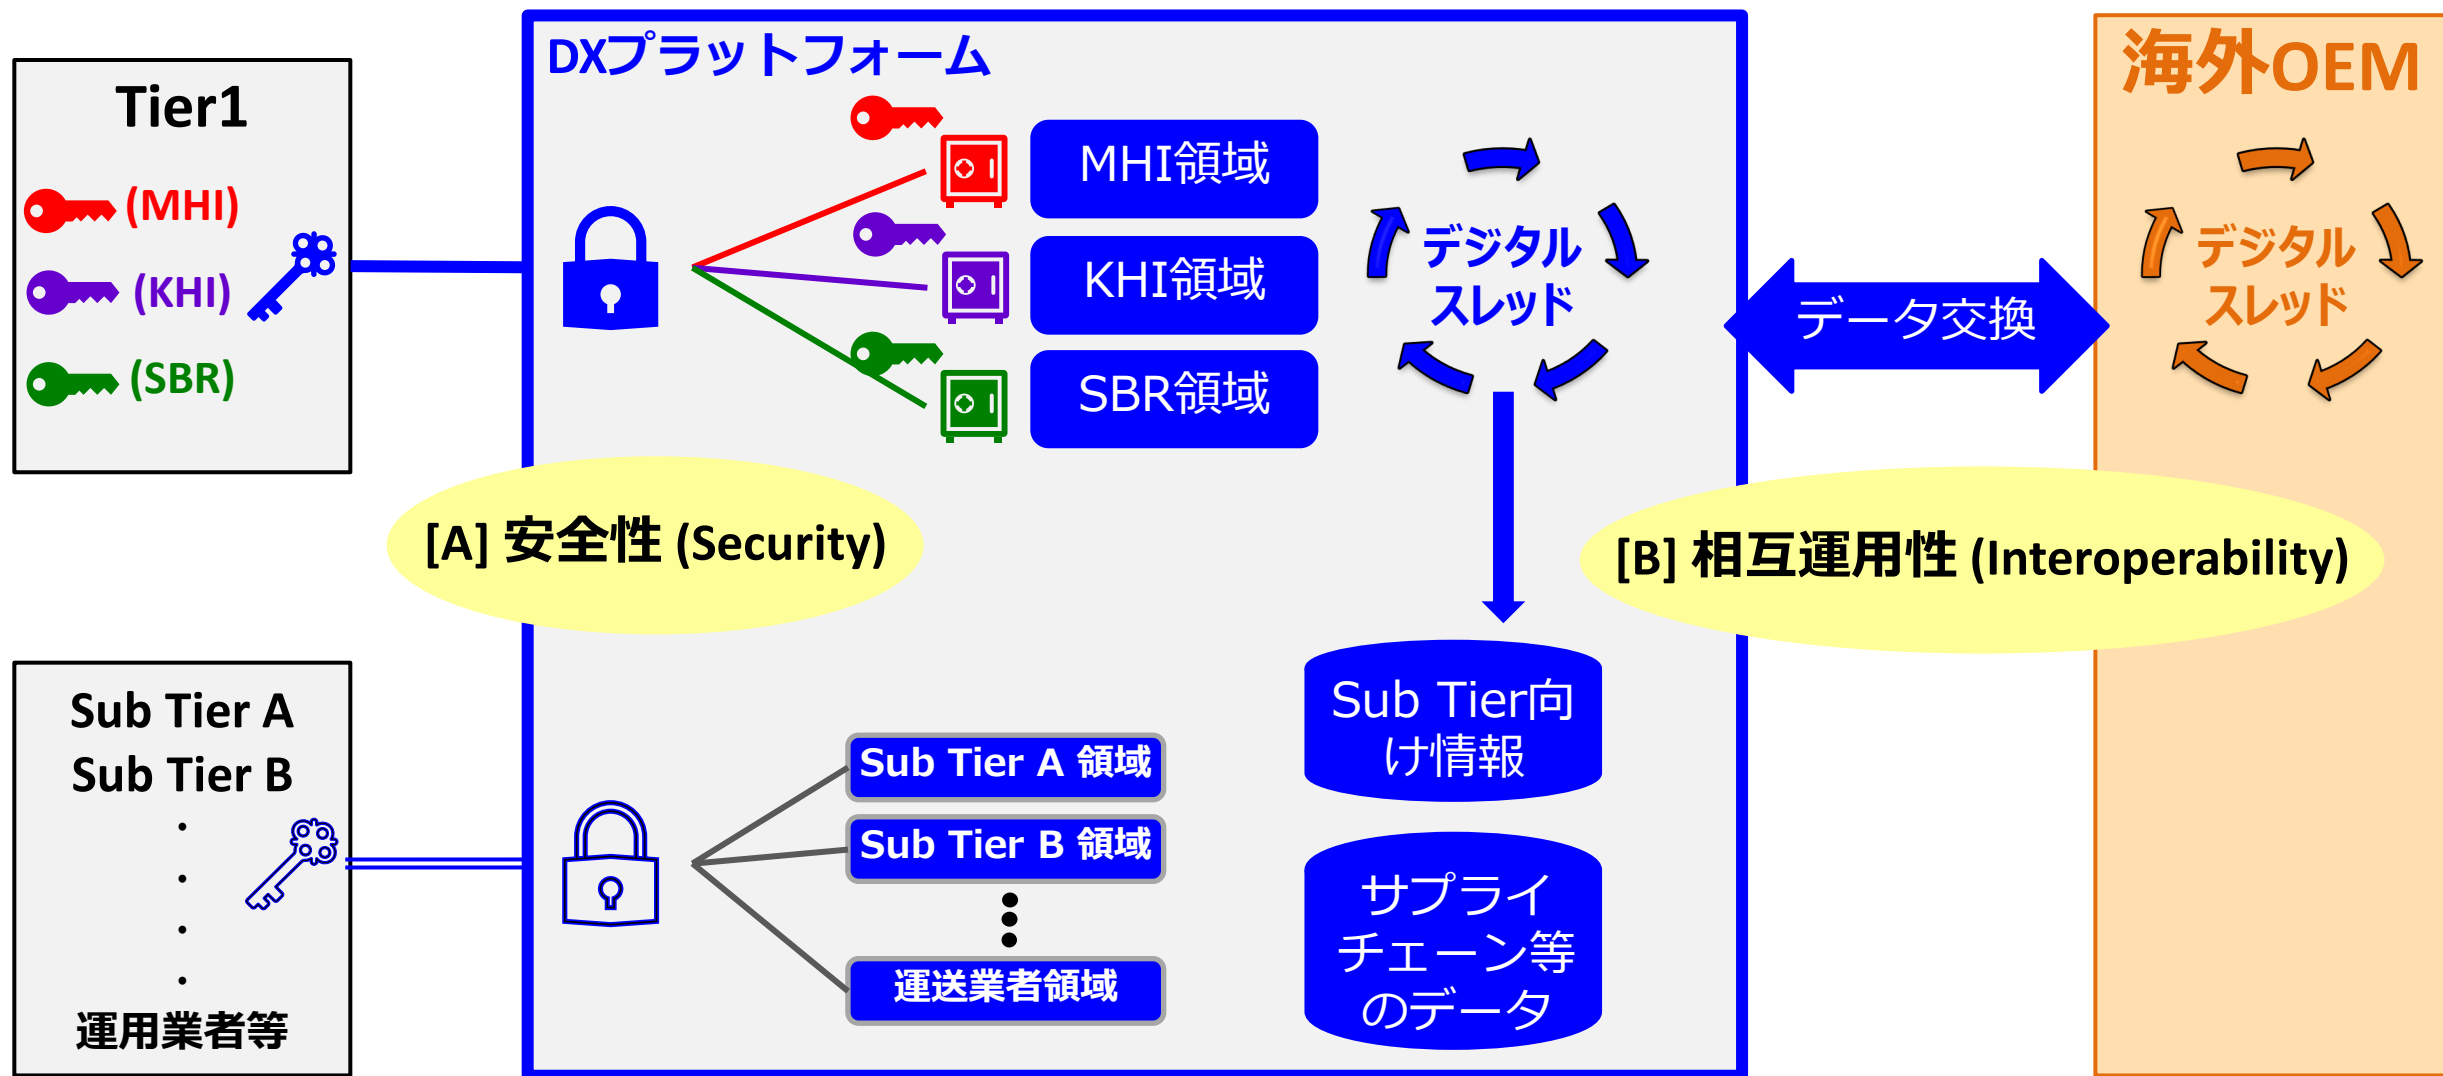 DXプラットフォーム
海外OEM
Tier1
(MHI)
(KHI)
(SBR)
MHI領域
KHI領域
SBR領域
デジタル
スレッド
データ交換
デジタル
スレッド
[A] 安全性 (Security)
[B] 相互運用性 (Interoperability)
Sub Tier A
Sub Tier B
・
・
・
・
運用業者等
Sub Tier A 領域
Sub Tier B 領域
運送業者領域
Sub Tier向
け情報
サプライ
チェーン等
のデータ